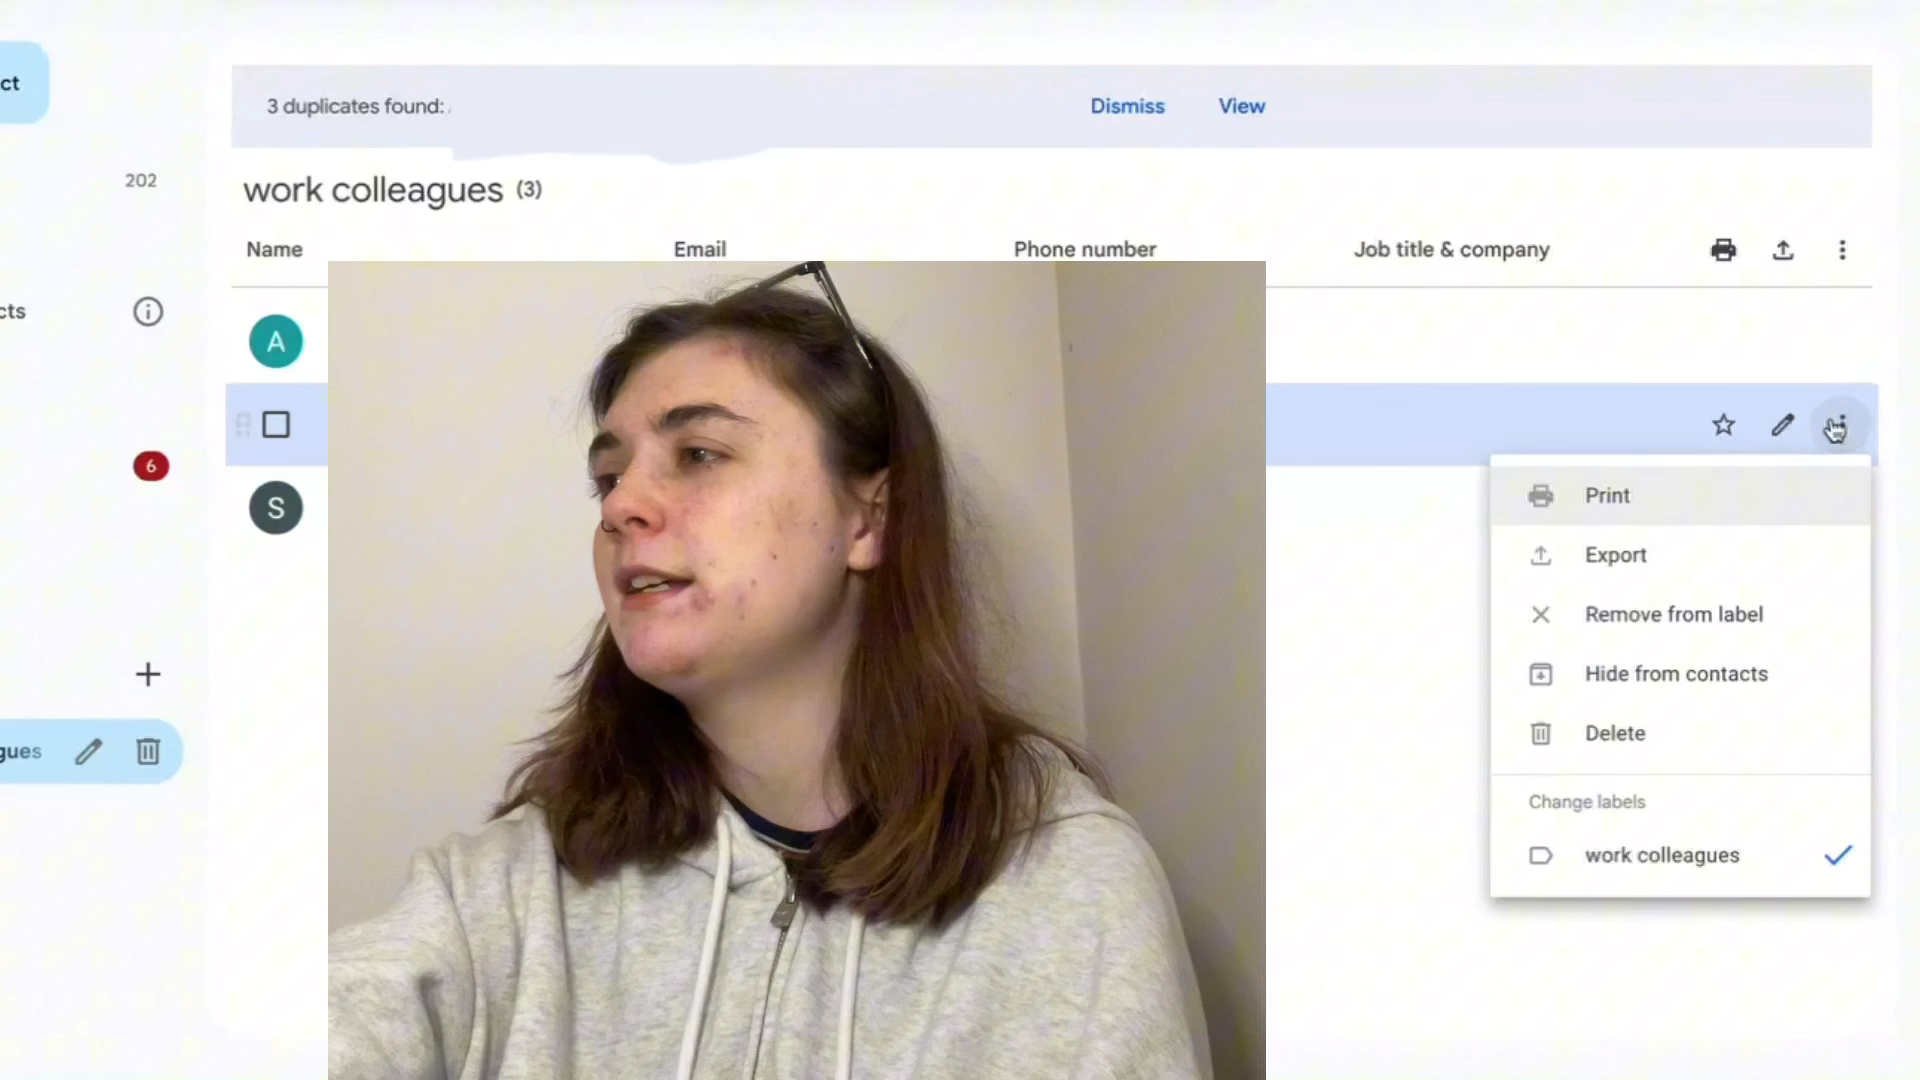 ct
3 duplicates found:
Dismiss
View
202
work colleagues (3)
Name
Email
Phone number
Job title & company
cts
A
6
S
Print
Export
Remove from label
Hide from contacts
Delete
gues
Change labels
work colleagues